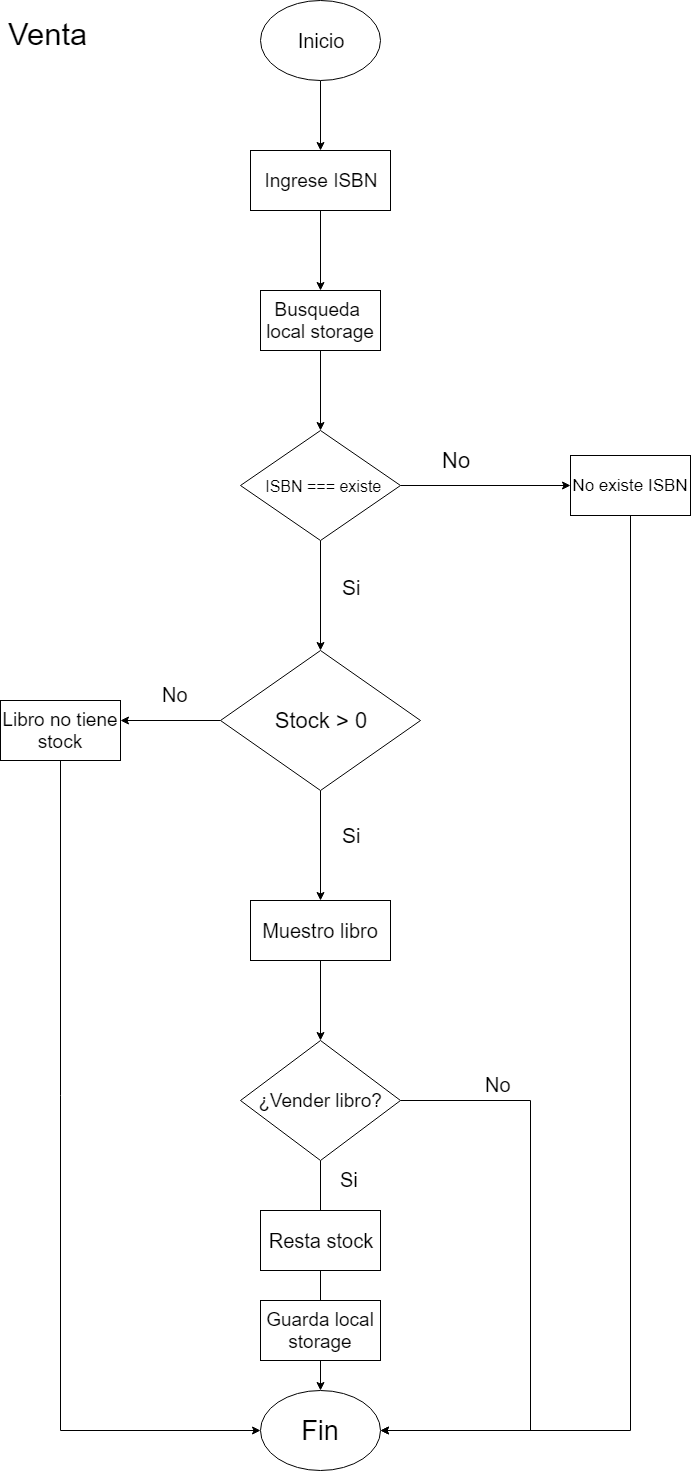 Venta
Inicio
Ingrese ISBN
Busqueda
local storage
ISBN === existe
No
No existe ISBN
Si
No
Libro no tiene
stock
Stock > 0
Si
Muestro libro
¿Vender libro?
No
Si
Resta stock
Guarda local
storage
Fin